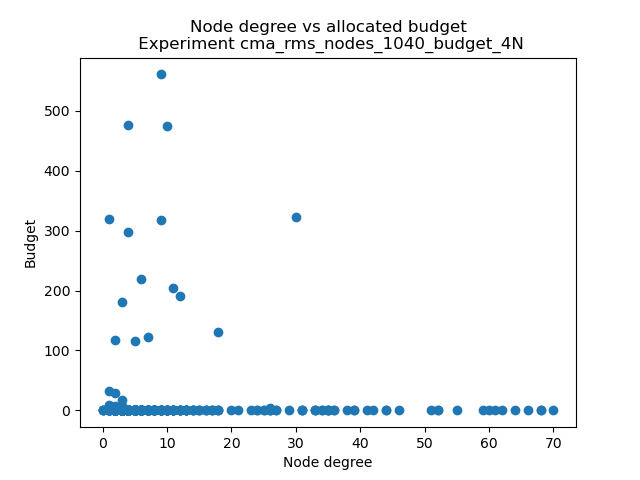 Node degree vs allocated budget
Experiment cma_rms_nodes_1040_budget_4N
500
400
300
200
100
0
Budget
0 10 20 30 40 50 60 70
Node degree